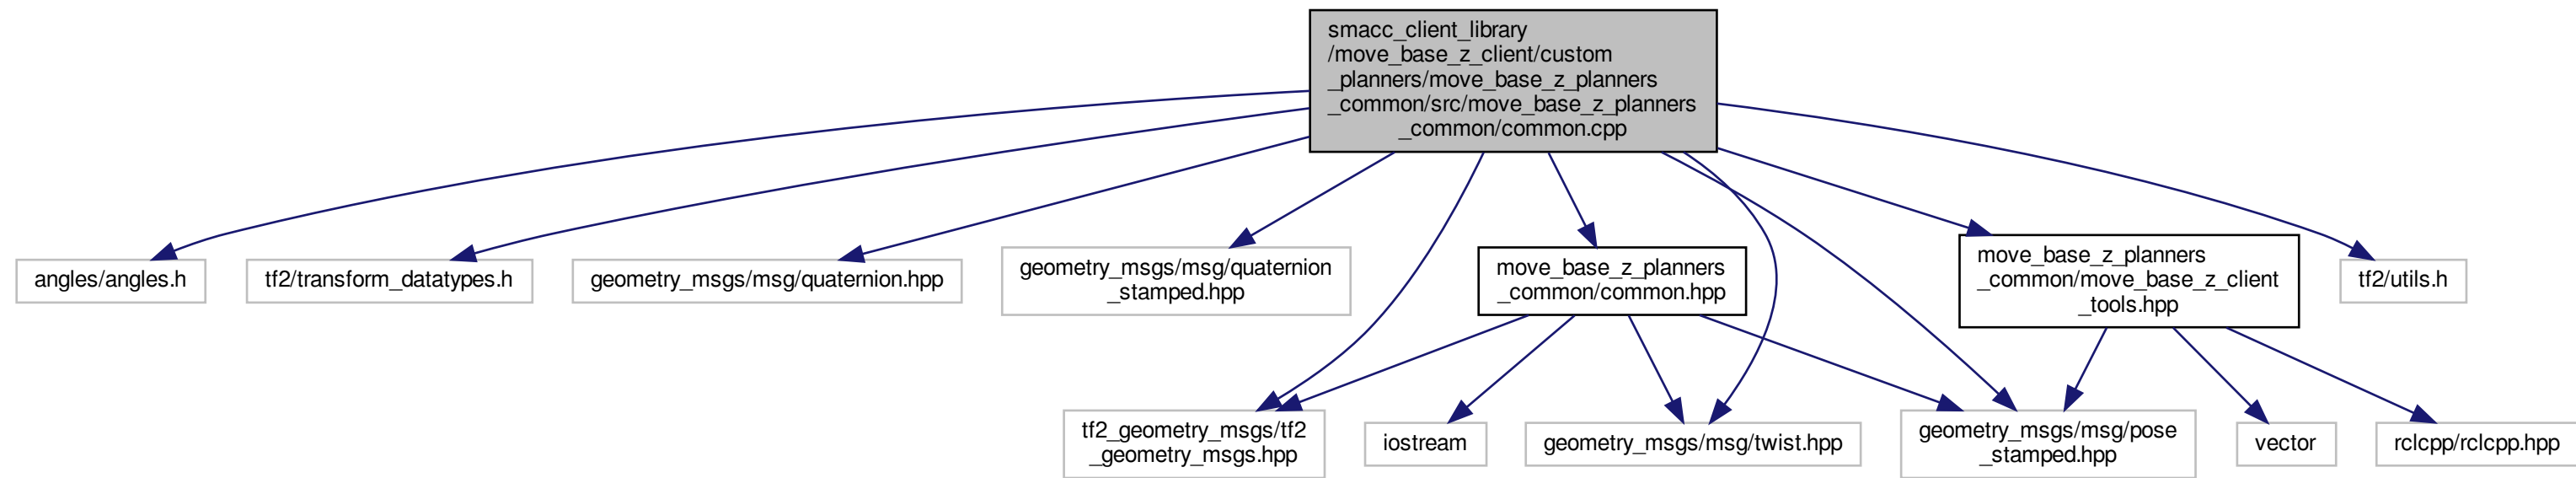 smacc_client_library
/move_base_z_client/custom
_planners/move_base_z_planners
_common/src/move_base_z_planners
_common/common.cpp
angles/angles.h
tf2/transform_datatypes.h
geometry_msgs/msg/quaternion.hpp
geometry_msgs/msg/quaternion
_stamped.hpp
move_base_z_planners
_common/common.hpp
move_base_z_planners
_common/move_base_z_client
_tools.hpp
tf2/utils.h
tf2_geometry_msgs/tf2
_geometry_msgs.hpp
iostream
geometry_msgs/msg/twist.hpp
geometry_msgs/msg/pose
_stamped.hpp
vector
rclcpp/rclcpp.hpp